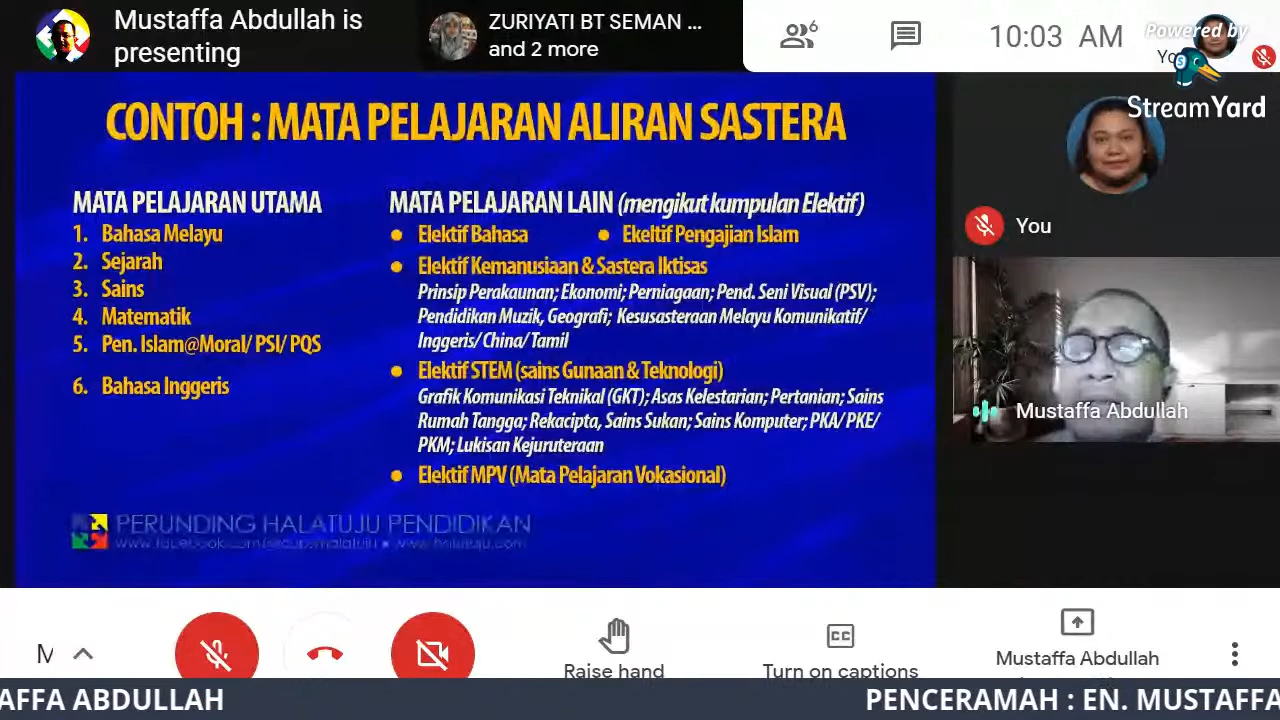 Mustaffa Abdullah is
presenting
ZURIYATI BT SEMAN ...
and 2 more
6
10:03 AM
Powered by
StreamYard
CONTOH : MATA PELAJARAN ALIRAN SASTERA
MATA PELAJARAN UTAMA
1. Bahasa Melayu
2. Sejarah
3. Sains
4. Matematik
5. Pen. Islam@Moral/ PSI/ PQS
6. Bahasa Inggeris
MATA PELAJARAN LAIN (mengikut kumpulan Elektif)
• Elektif Bahasa • Ekeltif Pengajian Islam
• Elektif Kemanusiaan & Sastera Iktisas
Prinsip Perakaunan; Ekonomi; Perniagaan; Pend. Seni Visual (PSV);
Pendidikan Muzik, Geografi; Kesusasteraan Melayu Komunikatif/
Inggeris/ China/ Tamil
• Elektif STEM (sains Gunaan & Teknologi)
Grafik Komunikasi Teknikal (GKT); Asas Kelestarian; Pertanian; Sains
Rumah Tangga; Rekacipta, Sains Sukan; Sains Komputer; PKA/ PKE/
PKM; Lukisan Kejuruteraan
• Elektif MPV (Mata Pelajaran Vokasional)
PERUNDING HALATUJU PENDIDIKAN
You
Mustaffa Abdullah
Raise hand
Turn on captions
Mustaffa Abdullah
AFFA ABDULLAH
PENCERAMAH : EN. MUSTAFFA